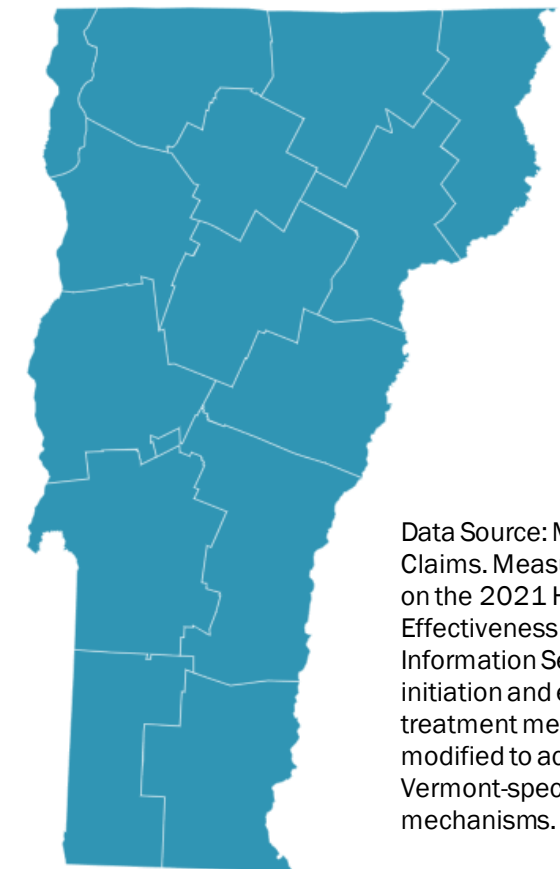 Data Source:
Claims. Meas
on the 2021
Effectiveness
Information Se
initiation and
treatment me
modified to a
Vermont-spec
mechanisms.